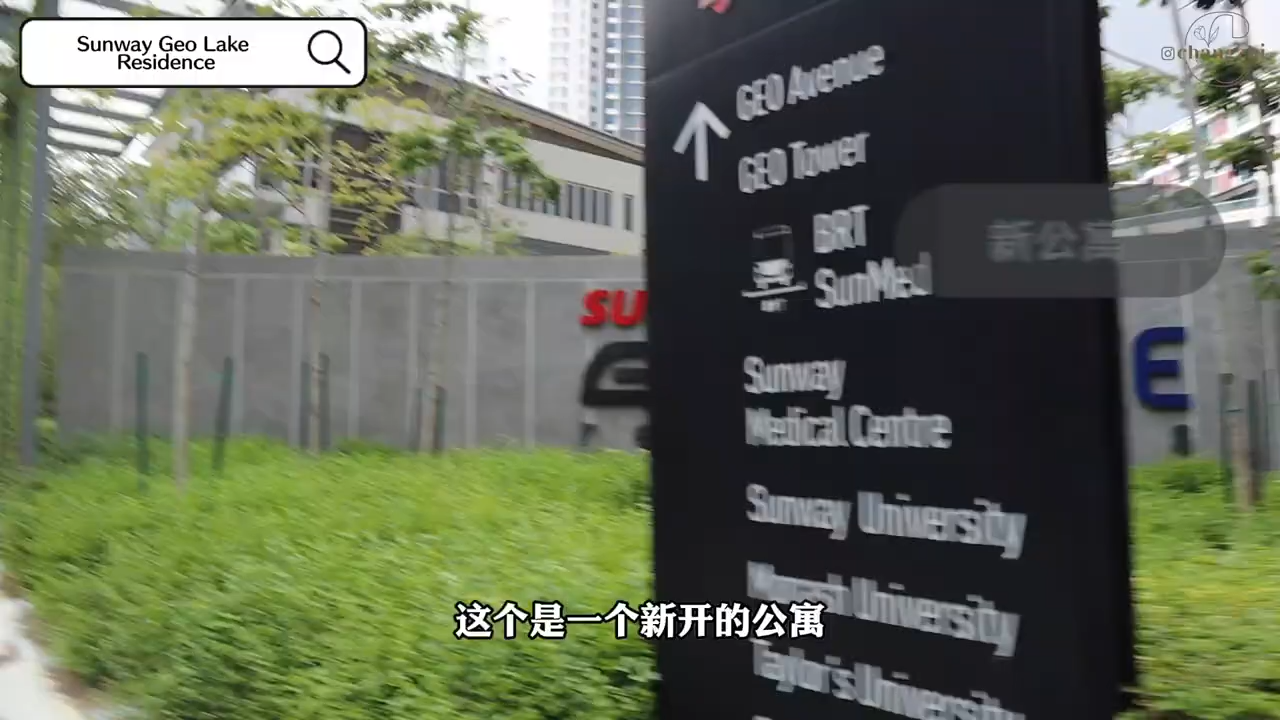 Sunway Geo Lake
Residence
GEO Avenue
GEO Tower
BRT
SunMed
新公寓
SU
E
Sunway
Medical Centre
Sunway University
Monash University
Taylor's University
这个是一个新开的公寓